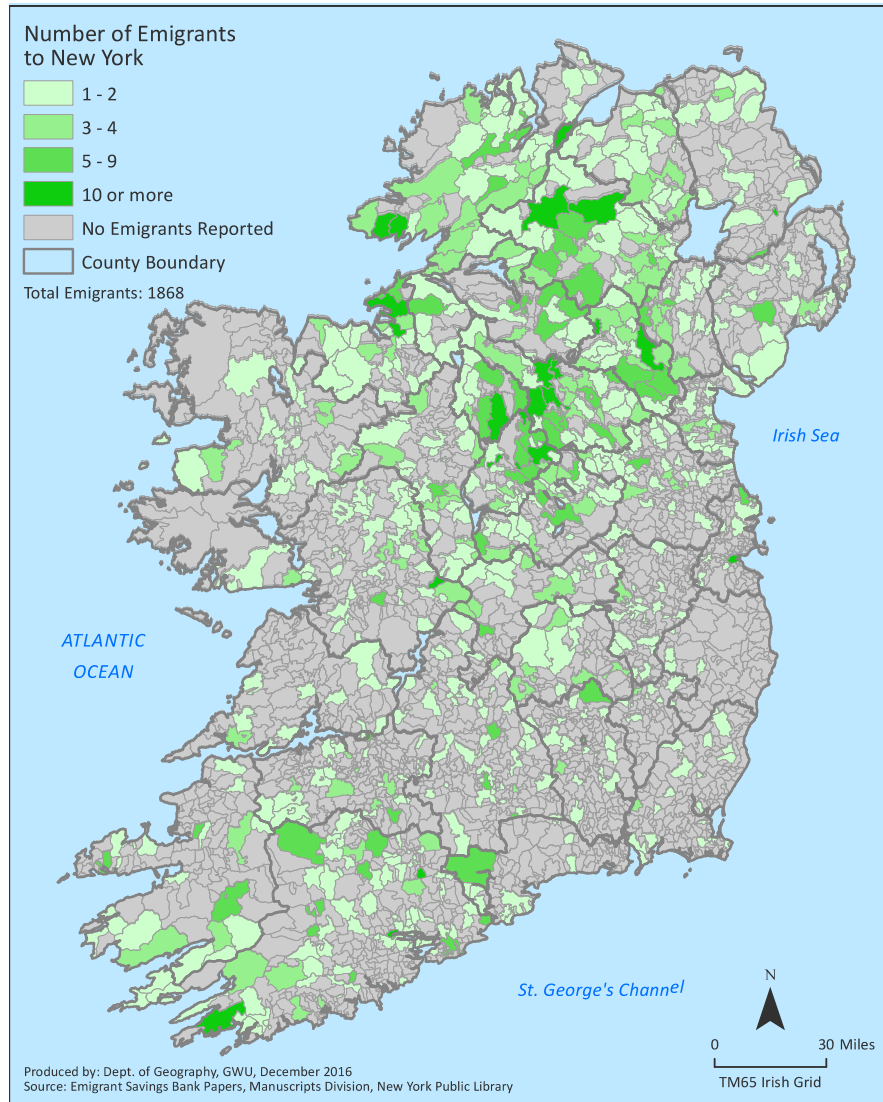 Number of Emigrants
to New York
1 - 2
3 - 4
5 - 9
10 or more
No Emigrants Reported
County Boundary
Total Emigrants: 1868
Irish Sea
ATLANTIC
OCEAN
St. George's Channel
N
0 30 Miles
TM65 Irish Grid
Produced by: Dept. of Geography, GWU, December 2016
Source: Emigrant Savings Bank Papers, Manuscripts Division, New York Public Library